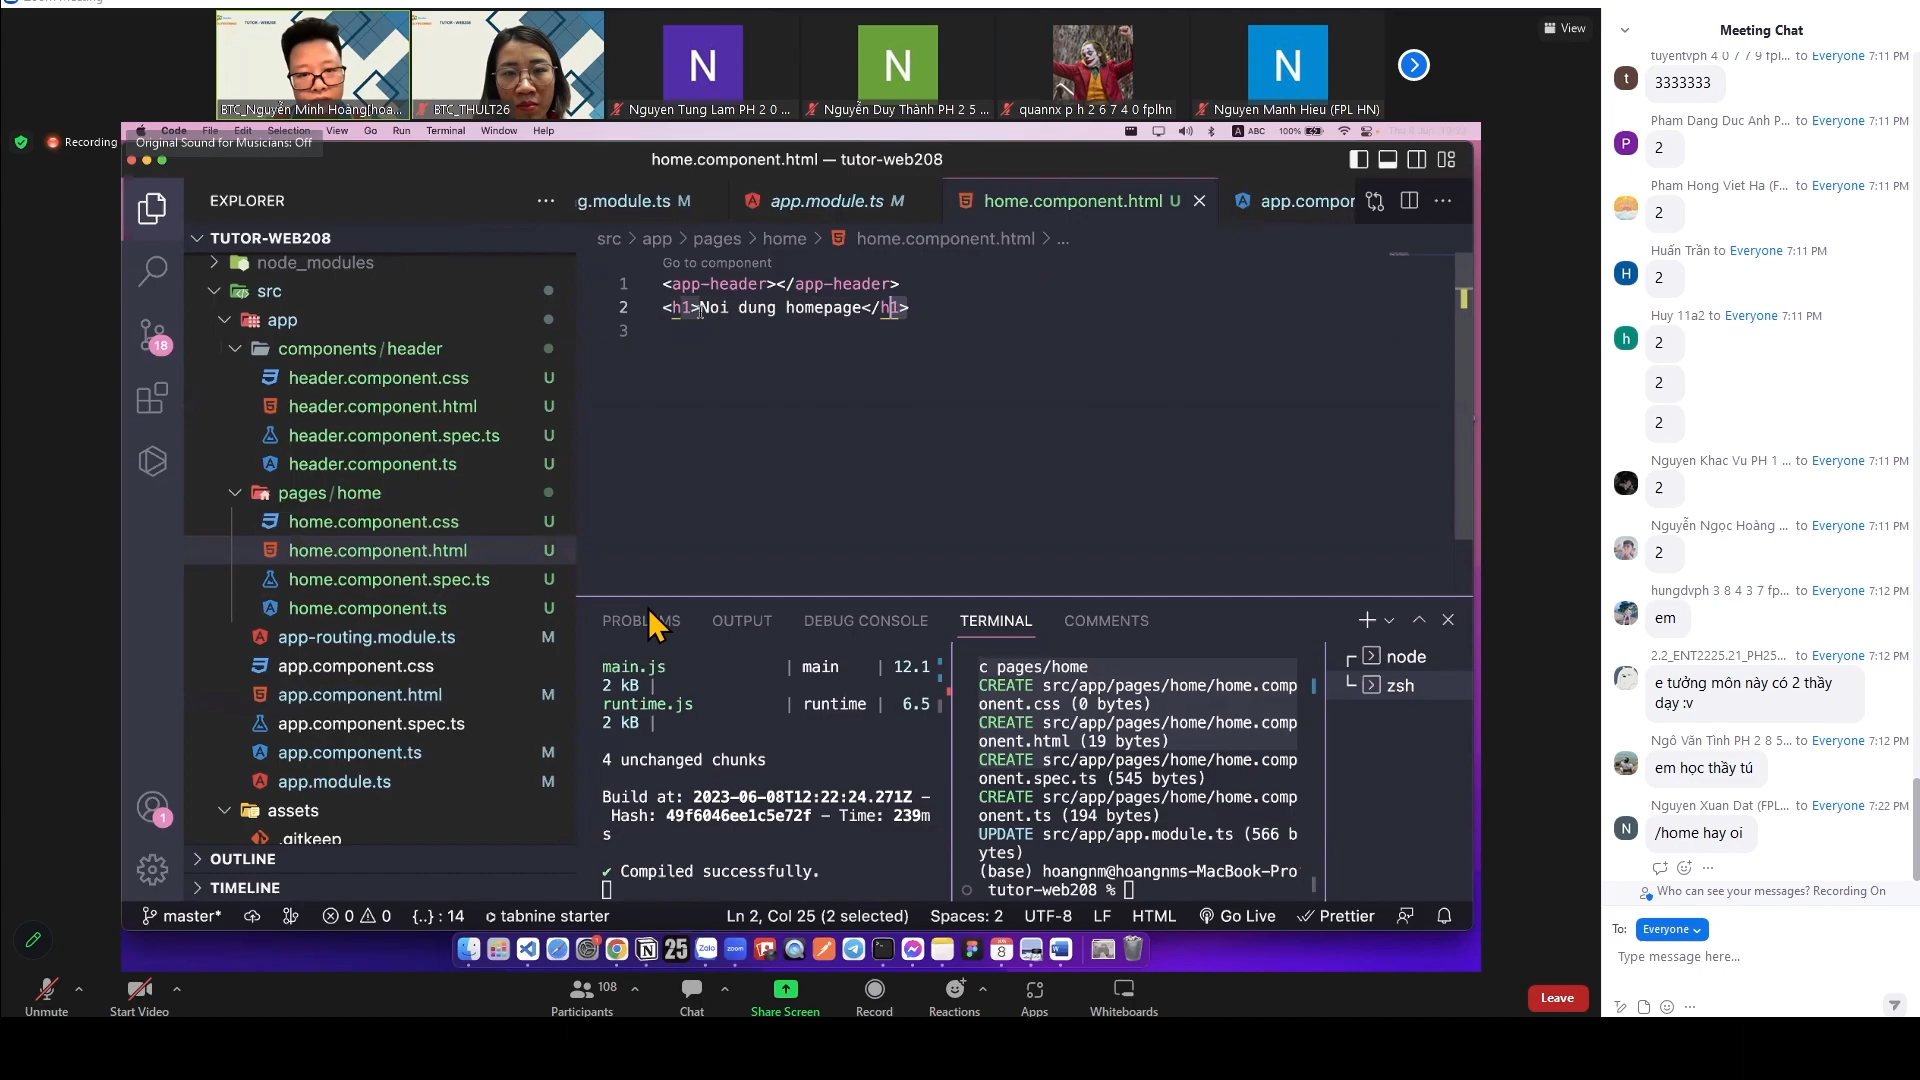 TUTOR - WEB208
TUTOR - WEB208
N
N
N
View
BTC_Nguyễn Minh Hoàng[hoa...
BTC_THULT26
Nguyen Tung Lam PH 2 0 ...
Nguyễn Duy Thành PH 2 5 ...
quannx p h 2 6 7 4 0 fplhn
Nguyen Manh Hieu (FPL HN)
Recording
Code File Edit Selection View Go Run Terminal Window Help
ABC 100%
Original Sound for Musicians: Off
home.component.html — tutor-web208
EXPLORER
g.module.ts M
app.module.ts M
home.component.html U
app.compor
TUTOR-WEB208
src > app > pages > home > home.component.html > ...
node_modules
Go to component
1 <app-header></app-header>
2 <h1>Noi dung homepage</h1>
3
src
app
components/header
header.component.css U
header.component.html U
header.component.spec.ts U
header.component.ts U
pages/home
home.component.css U
home.component.html U
home.component.spec.ts U
home.component.ts U
app-routing.module.ts M
app.component.css
app.component.html M
app.component.spec.ts
app.component.ts M
app.module.ts M
assets
.gitkeep
OUTLINE
TIMELINE
18
1
PROBLEMS OUTPUT DEBUG CONSOLE TERMINAL COMMENTS
main.js | main | 12.1
2 kB |
runtime.js | runtime | 6.5
2 kB |
4 unchanged chunks
Build at: 2023-06-08T12:22:24.271Z -
Hash: 49f6046ee1c5e72f - Time: 239m
s
✔ Compiled successfully.
c pages/home
CREATE src/app/pages/home/home.comp
onent.css (0 bytes)
CREATE src/app/pages/home/home.comp
onent.html (19 bytes)
CREATE src/app/pages/home/home.comp
onent.spec.ts (545 bytes)
CREATE src/app/pages/home/home.comp
onent.ts (194 bytes)
UPDATE src/app/app.module.ts (566 b
ytes)
(base) hoangnm@hoangnms-MacBook-Pro
tutor-web208 %
node
zsh
master* 0 0 {..} : 14 tabnine starter Ln 2, Col 25 (2 selected) Spaces: 2 UTF-8 LF HTML Go Live Prettier
25 Zalo zoom 8
Unmute
Start Video
108
Participants
Chat
Share Screen
Record
Reactions
Apps
Whiteboards
Leave
Meeting Chat
tuyentvph 4 0 7 7 9 fpl... to Everyone 7:11 PM
t
3333333
Pham Dang Duc Anh P... to Everyone 7:11 PM
P
2
Pham Hong Viet Ha (F... to Everyone 7:11 PM
2
Huấn Trần to Everyone 7:11 PM
H
2
Huy 11a2 to Everyone 7:11 PM
h
2
2
2
Nguyen Khac Vu PH 1 ... to Everyone 7:11 PM
2
Nguyễn Ngọc Hoàng ... to Everyone 7:11 PM
2
hungdvph 3 8 4 3 7 fp... to Everyone 7:12 PM
em
2.2_ENT2225.21_PH25... to Everyone 7:12 PM
e tưởng môn này có 2 thầy
dạy :v
Ngô Văn Tình PH 2 8 5... to Everyone 7:12 PM
em học thầy tú
Nguyen Xuan Dat (FPL... to Everyone 7:22 PM
N
/home hay oi
Who can see your messages? Recording On
To: Everyone
Type message here...